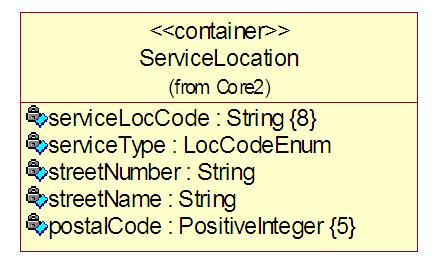 <<container>>
ServiceLocation
(from Core2)
serviceLocCode : String {8}
serviceType : LocCodeEnum
streetNumber : String
streetName : String
postalCode : PositiveInteger {5}